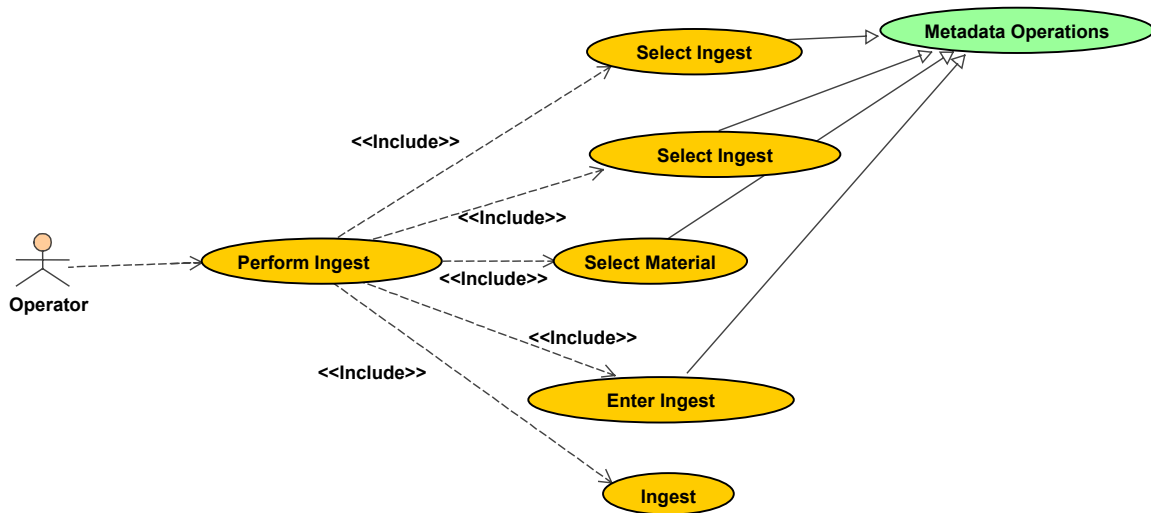 Metadata Operations
Select Ingest
<<Include>>
Select Ingest
<<Include>>
Perform Ingest
<<Include>>
Select Material
Operator
<<Include>>
<<Include>>
Enter Ingest
Ingest